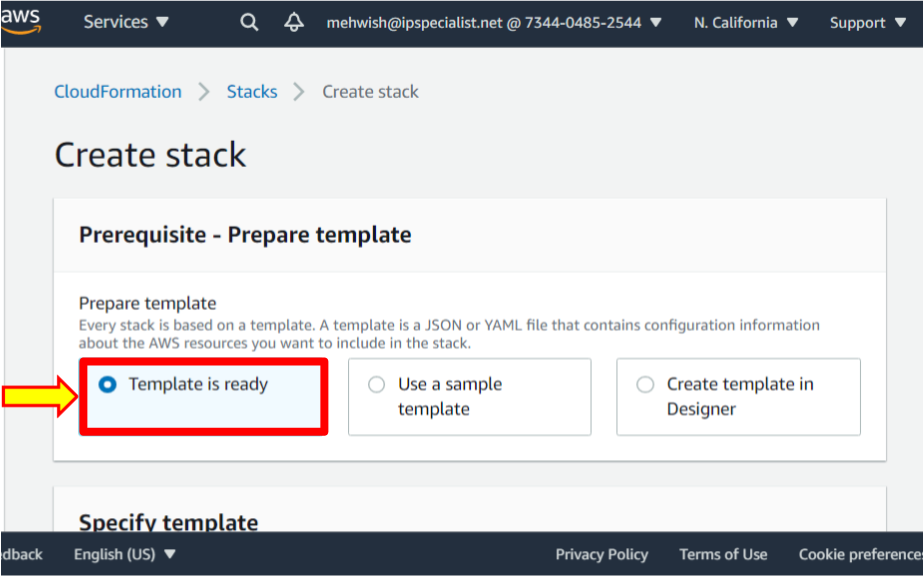 aws Services mehwish@ipspecialist.net @ 7344-0485-2544 N. California Support
CloudFormation > Stacks > Create stack
Create stack
Prerequisite - Prepare template
Prepare template
Every stack is based on a template. A template is a JSON or YAML file that contains configuration information
about the AWS resources you want to include in the stack.
Template is ready
Use a sample
template
Create template in
Designer
Specify template
edback English (US) Privacy Policy Terms of Use Cookie preferences